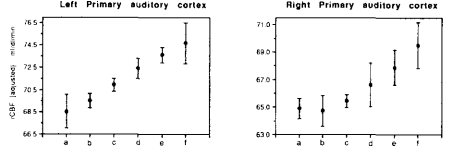 Left Primary auditory cortex
Right Primary auditory cortex
rCBF (adjusted) ml/dl/min
76.5
74.5
72.5
70.5
68.5
66.5
a b c d e f
71.0
69.0
67.0
65.0
63.0
a b c d e f